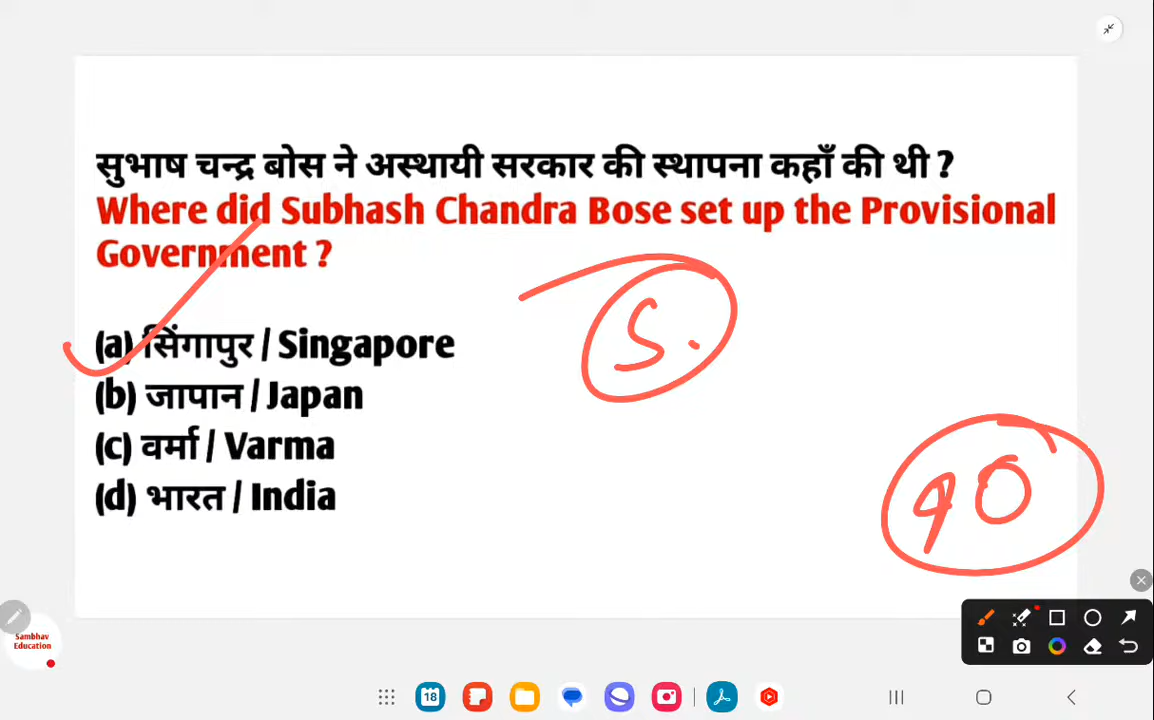 सुभाष चन्द्र बोस ने अस्थायी सरकार की स्थापना कहाँ की थी ?
Where did Subhash Chandra Bose set up the Provisional
Government ?
(a) सिंगापुर / Singapore
S.
(b) जापान / Japan
(c) वर्मा / Varma
(d) भारत / India
90
Sambhav
Education
18